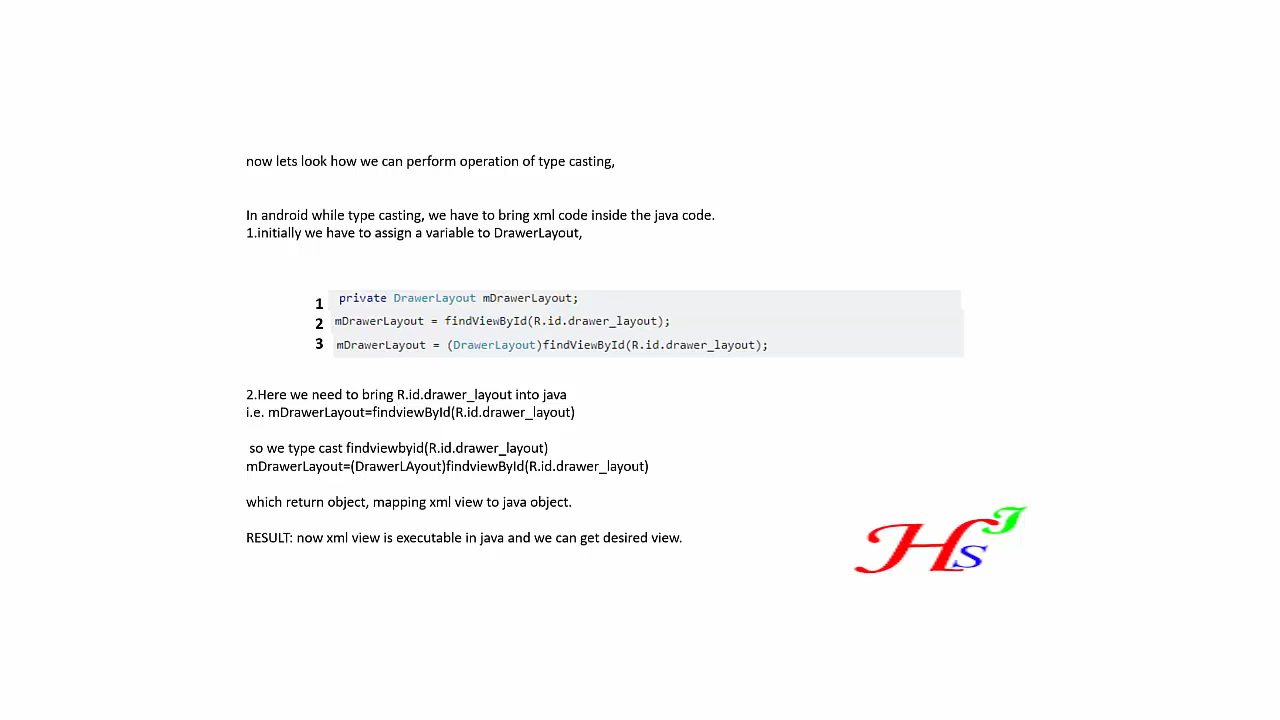 now lets look how we can perform operation of type casting,
In android while type casting, we have to bring xml code inside the java code.
1.initially we have to assign a variable to DrawerLayout,
1 private DrawerLayout mDrawerLayout;
2 mDrawerLayout = findViewById(R.id.drawer_layout);
3 mDrawerLayout = (DrawerLayout)findViewById(R.id.drawer_layout);
2.Here we need to bring R.id.drawer_layout into java
i.e. mDrawerLayout=findviewById(R.id.drawer_layout)
so we type cast findviewbyid(R.id.drawer_layout)
mDrawerLayout=(DrawerLAyout)findviewById(R.id.drawer_layout)
which return object, mapping xml view to java object.
RESULT: now xml view is executable in java and we can get desired view.
HsI